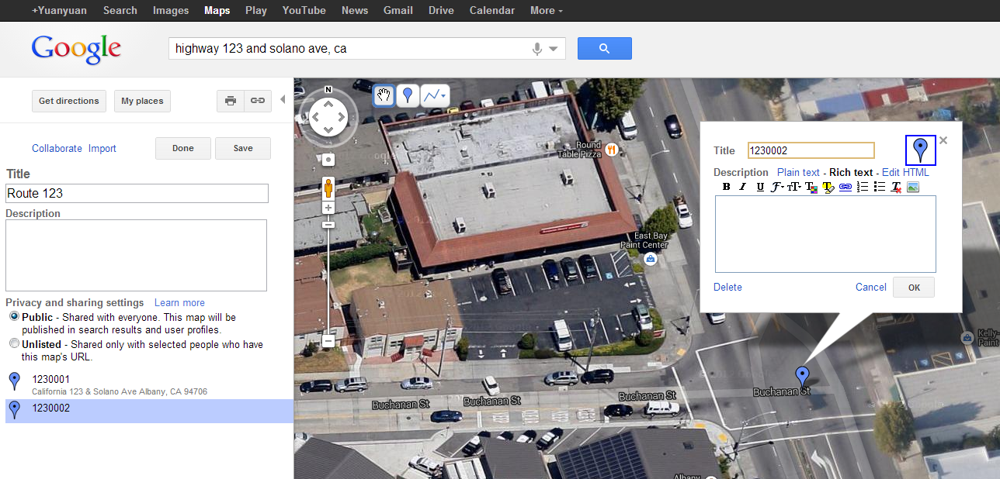 +Yuanyuan Search Images Maps Play YouTube News Gmail Drive Calendar More
Google
highway 123 and solano ave, ca
Get directions My places
Collaborate Import Done Save
Title
Route 123
Description
Privacy and sharing settings Learn more
Public - Shared with everyone. This map will be
published in search results and user profiles.
Unlisted - Shared only with selected people who have
this map's URL.
1230001
California 123 & Solano Ave Albany, CA 94706
1230002
N
Round
Table Pizza
East Bay
Paint Center
Title 1230002
Description Plain text - Rich text - Edit HTML
B I U
Delete Cancel OK
Kelly-
Paint
Buchanan St
Buchanan St
Buchanan St
Buchanan St
Albany